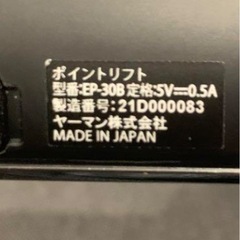 ポイントリフト
型番:EP-30B 定格:5V⎓0.5A
製造番号: 21D000083
ヤーマン株式会社
MADE IN JAPAN